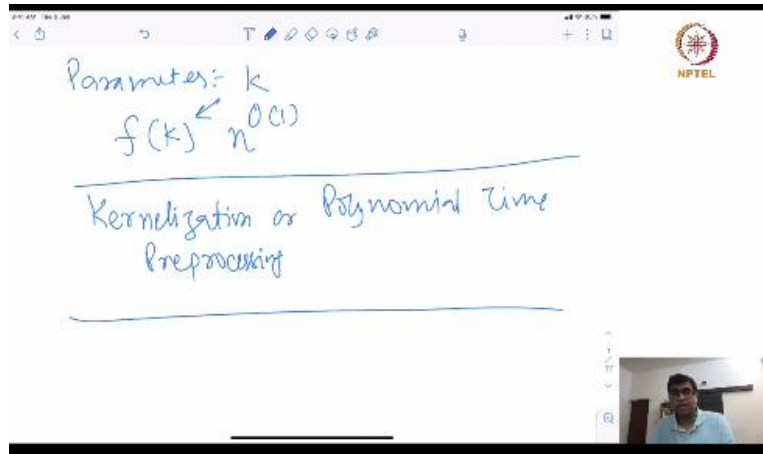 NPTEL
Parameter:- k
f(k) n^O(1)
Kernelization or Polynomial Time
Preprocessing